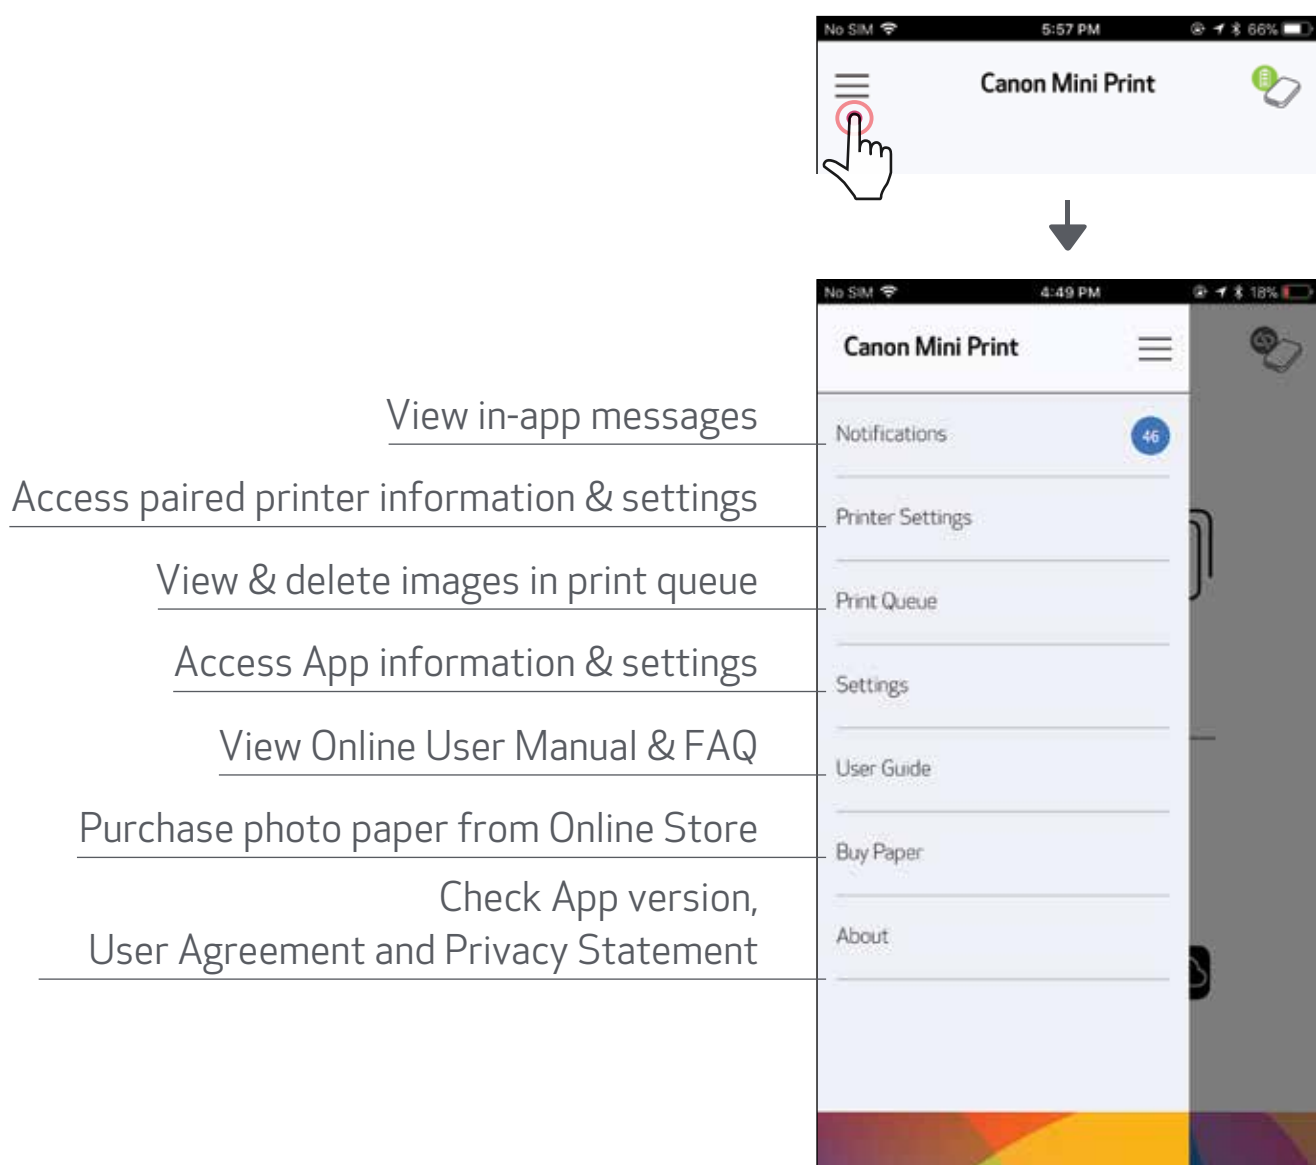 No SIM 5:57 PM 66%
Canon Mini Print
No SIM 4:49 PM 18%
Canon Mini Print
View in-app messages
Notifications 46
Access paired printer information & settings
Printer Settings
View & delete images in print queue
Print Queue
Access App information & settings
Settings
View Online User Manual & FAQ
User Guide
Purchase photo paper from Online Store
Buy Paper
Check App version,
User Agreement and Privacy Statement
About